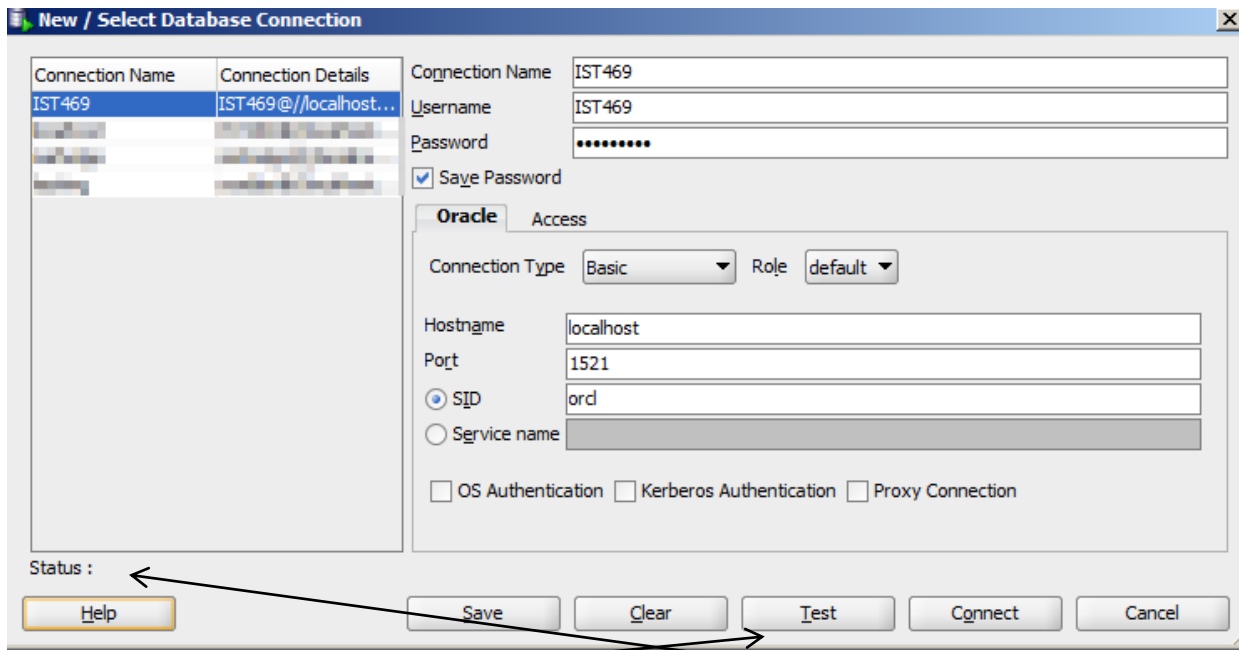 New / Select Database Connection
Connection Name Connection Details
IST469 IST469@//localhost...
Connection Name IST469
Username IST469
Password •••••••••
Save Password
Oracle Access
Connection Type Basic Role default
Hostname localhost
Port 1521
SID orcl
Service name
OS Authentication Kerberos Authentication Proxy Connection
Status :
Help Save Clear Test Connect Cancel